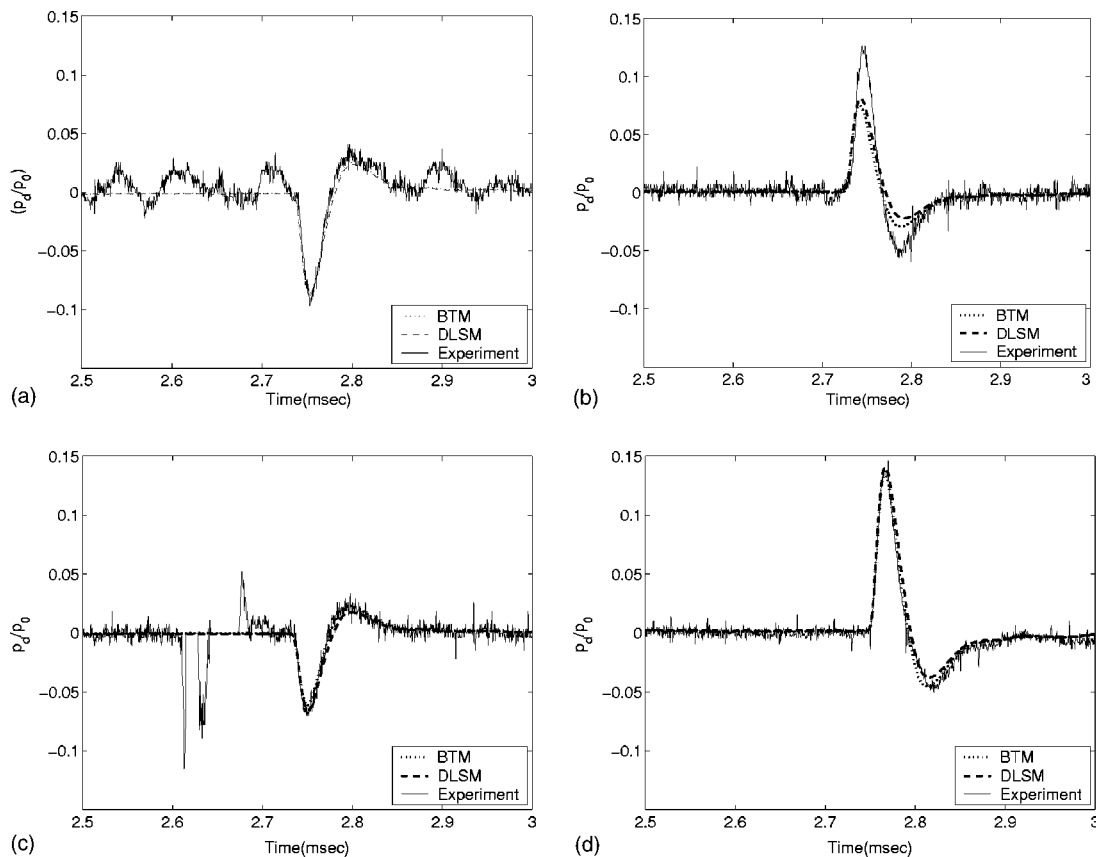 0.15
0.1
0.05
0
−0.05
−0.1
(p_d/p_0)
2.5
2.6
2.7
2.8
2.9
3
Time(msec)
BTM
DLSM
Experiment
(a)
0.15
0.1
0.05
0
−0.05
−0.1
p_d/p_0
2.5
2.6
2.7
2.8
2.9
3
Time(msec)
BTM
DLSM
Experiment
(b)
0.15
0.1
0.05
0
−0.05
−0.1
p_d/p_0
2.5
2.6
2.7
2.8
2.9
3
Time(msec)
BTM
DLSM
Experiment
(c)
0.15
0.1
0.05
0
−0.05
−0.1
p_d/p_0
2.5
2.6
2.7
2.8
2.9
3
Time(msec)
BTM
DLSM
Experiment
(d)